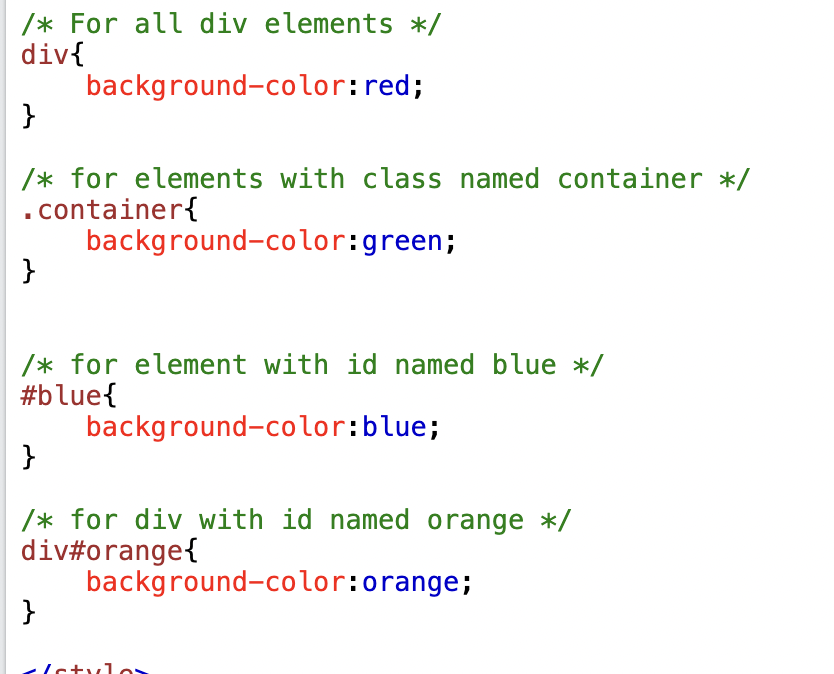 /* For all div elements */
div{
    background-color:red;
}
/* for elements with class named container */
.container{
    background-color:green;
}
/* for element with id named blue */
#blue{
    background-color:blue;
}
/* for div with id named orange */
div#orange{
    background-color:orange;
}
</style>